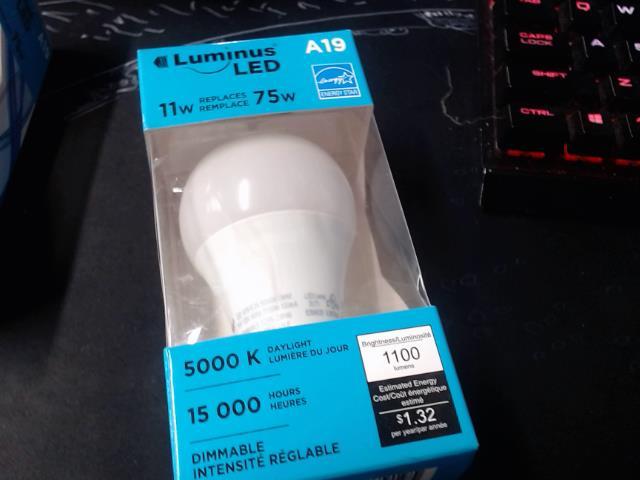 Luminus
LED
A19
11W REPLACES REMPLACE 75W
energy
ENERGY STAR
5000 K DAYLIGHT LUMIÈRE DU JOUR
15 000 HOURS HEURES
DIMMABLE
INTENSITÉ RÉGLABLE
Brightness/Luminosité
1100
lumens
Estimated Energy
Cost/Coût énergétique
estimé
$1.32
per year/par année
Q
W
CAPS LOCK
A
SHIFT
Z
CTRL